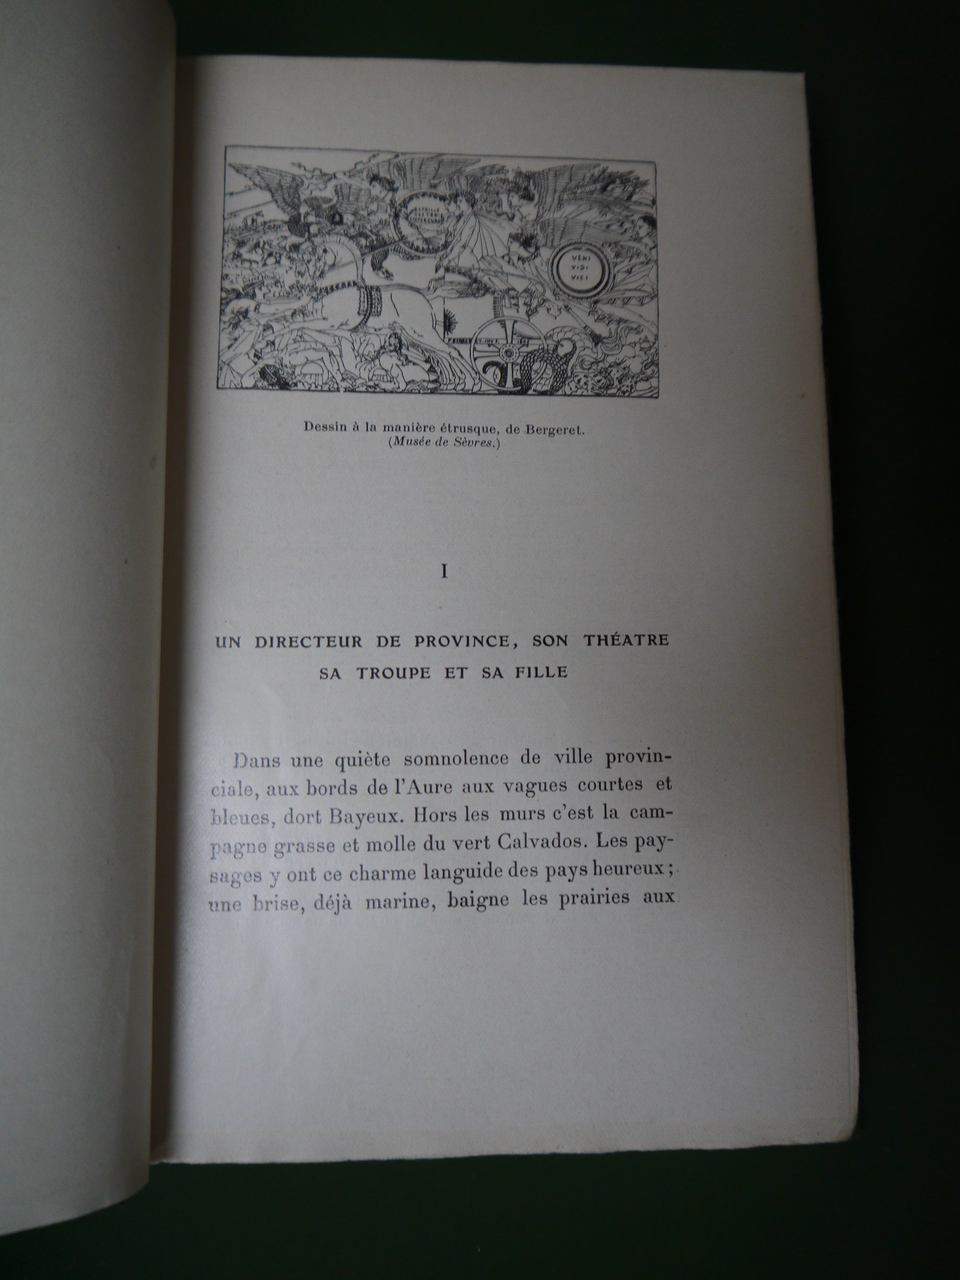 VENI
VIDI
VICI
Dessin à la manière étrusque, de Bergeret.
(Musée de Sèvres.)
I
UN DIRECTEUR DE PROVINCE, SON THÉATRE
SA TROUPE ET SA FILLE
Dans une quiète somnolence de ville provin-
ciale, aux bords de l'Aure aux vagues courtes et
bleues, dort Bayeux. Hors les murs c'est la cam-
pagne grasse et molle du vert Calvados. Les pay-
sages y ont ce charme languide des pays heureux ;
une brise, déjà marine, baigne les prairies aux